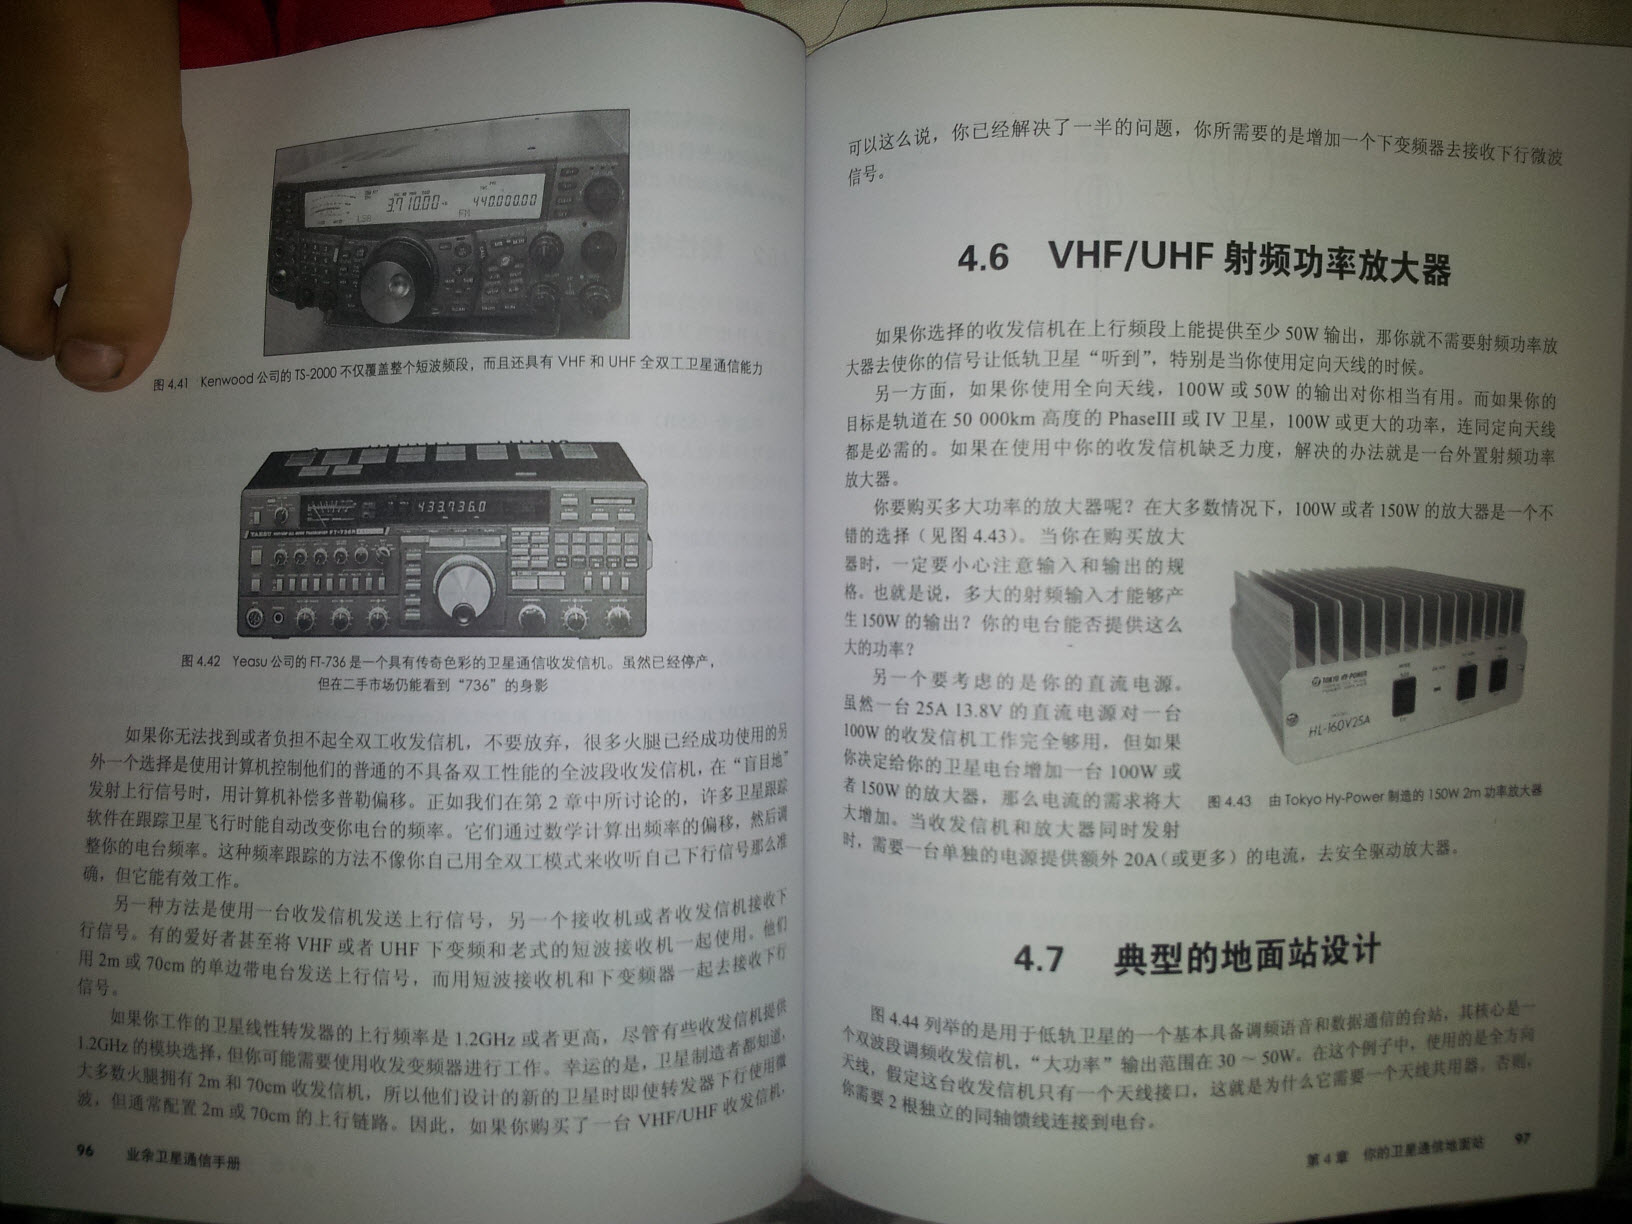 3.710.00
440.000.00
图 4.41 Kenwood 公司的 TS-2000 不仅覆盖整个短波频段，而且还具有 VHF 和 UHF 全双工卫星通信能力
433.736.0
YAESU
FT-736R
图 4.42 Yeasu 公司的 FT-736 是一个具有传奇色彩的卫星通信收发信机。虽然已经停产，
但在二手市场仍能看到“736”的身影
如果你无法找到或者负担不起全双工收发信机，不要放弃，很多火腿已经成功使用的另
外一个选择是使用计算机控制他们的普通的不具备双工性能的全波段收发信机，在“盲目地”
发射上行信号时，用计算机补偿多普勒偏移。正如我们在第 2 章中所讨论的，许多卫星跟踪
软件在跟踪卫星飞行时能自动改变你电台的频率。它们通过数学计算出频率的偏移，然后调
整你的电台频率。这种频率跟踪的方法不像你自己用全双工模式来收听自己下行信号那么准
确，但它能有效工作。
另一种方法是使用一台收发信机发送上行信号，另一个接收机或者收发信机接收下
行信号。有的爱好者甚至将 VHF 或者 UHF 下变频和老式的短波接收机一起使用。他们
用 2m 或 70cm 的单边带电台发送上行信号，而用短波接收机和下变频器一起去接收下行
信号。
如果你工作的卫星线性转发器的上行频率是 1.2GHz 或者更高，尽管有些收发信机提供
1.2GHz 的模块选择，但你可能需要使用收发变频器进行工作。幸运的是，卫星制造者都知道，
大多数火腿拥有 2m 和 70cm 收发信机，所以他们设计的新的卫星时即使转发器下行使用微
波，但通常配置 2m 或 70cm 的上行链路。因此，如果你购买了一台 VHF/UHF 收发信机，
96 业余卫星通信手册
可以这么说，你已经解决了一半的问题，你所需要的是增加一个下变频器去接收下行微波
信号。
4.6 VHF/UHF 射频功率放大器
如果你选择的收发信机在上行频段上能提供至少 50W 输出，那你就不需要射频功率放
大器去使你的信号让低轨卫星“听到”，特别是当你使用定向天线的时候。
另一方面，如果你使用全向天线，100W 或 50W 的输出对你相当有用。而如果你的
目标是轨道在 50 000km 高度的 PhaseIII 或 IV 卫星，100W 或更大的功率，连同定向天线
都是必需的。如果在使用中你的收发信机缺乏力度，解决的办法就是一台外置射频功率
放大器。
你要购买多大功率的放大器呢？在大多数情况下，100W 或者 150W 的放大器是一个不
错的选择（见图 4.43）。当你在购买放大
器时，一定要小心注意输入和输出的规
格。也就是说，多大的射频输入才能够产
生 150W 的输出？你的电台能否提供这么
大的功率？
另一个要考虑的是你的直流电源。
虽然一台 25A 13.8V 的直流电源对一台
100W 的收发信机工作完全够用，但如果
你决定给你的卫星电台增加一台 100W 或
者 150W 的放大器，那么电流的需求将大
大增加。当收发信机和放大器同时发射
时，需要一台单独的电源提供额外 20A（或更多）的电流，去安全驱动放大器。
TOKYO HY-POWER
HL-160V25A
图 4.43 由 Tokyo Hy-Power 制造的 150W 2m 功率放大器
4.7 典型的地面站设计
图 4.44 列举的是用于低轨卫星的一个基本具备调频语音和数据通信的台站，其核心是一
个双波段调频收发信机，“大功率”输出范围在 30 ～ 50W。在这个例子中，使用的是全方向
天线，假定这台收发信机只有一个天线接口，这就是为什么它需要一个天线共用器。否则，
你需要 2 根独立的同轴馈线连接到电台。
第 4 章 你的卫星通信地面站 97